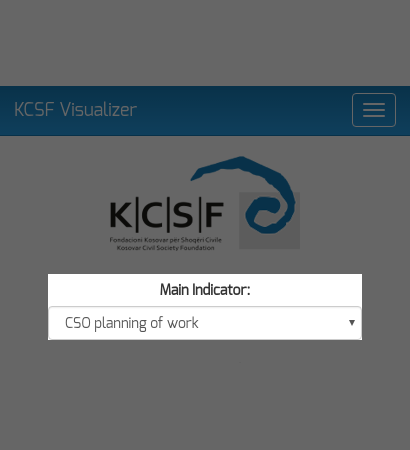 KCSF Visualizer
K|C|S|F
Fondacioni Kosovar për Shoqëri Civile
Kosovar Civil Society Foundation
Main Indicator:
CSO planning of work